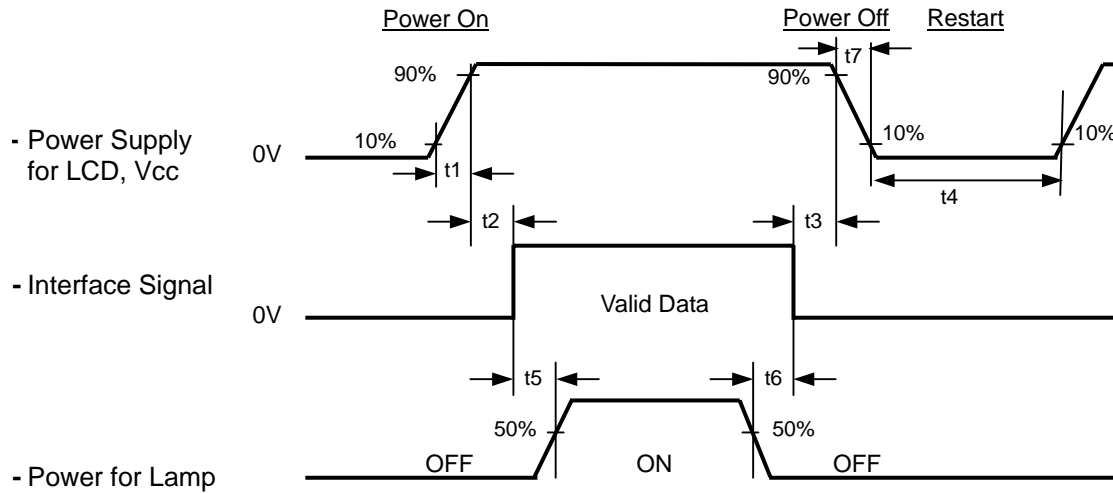 Power On
Power Off
Restart
t7
90%
90%
10%
10%
10%
- Power Supply
for LCD, Vcc
0V
t1
t4
t2
t3
- Interface Signal
Valid Data
0V
t5
t6
50%
50%
OFF
ON
OFF
- Power for Lamp